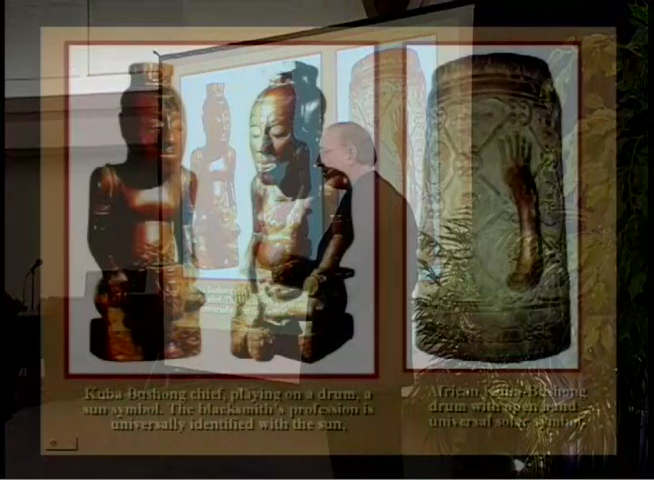 Kuba-Bushong chief, playing on a drum, a
sun symbol. The blacksmith's profession is
universally identified with the sun,
African Kuba-Bushong
drum with open hand
universal solar symbol.